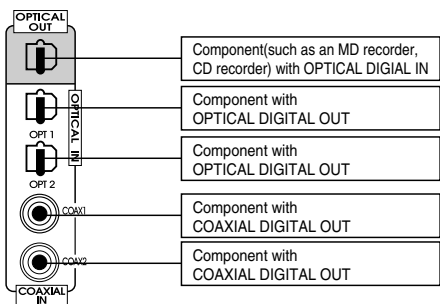 OPTICAL
OUT
Component(such as an MD recorder,
CD recorder) with OPTICAL DIGIAL IN
OPTICAL IN
OPT 1
Component with
OPTICAL DIGITAL OUT
OPT 2
Component with
OPTICAL DIGITAL OUT
COAX1
Component with
COAXIAL DIGITAL OUT
COAX2
Component with
COAXIAL DIGITAL OUT
COAXIAL
IN